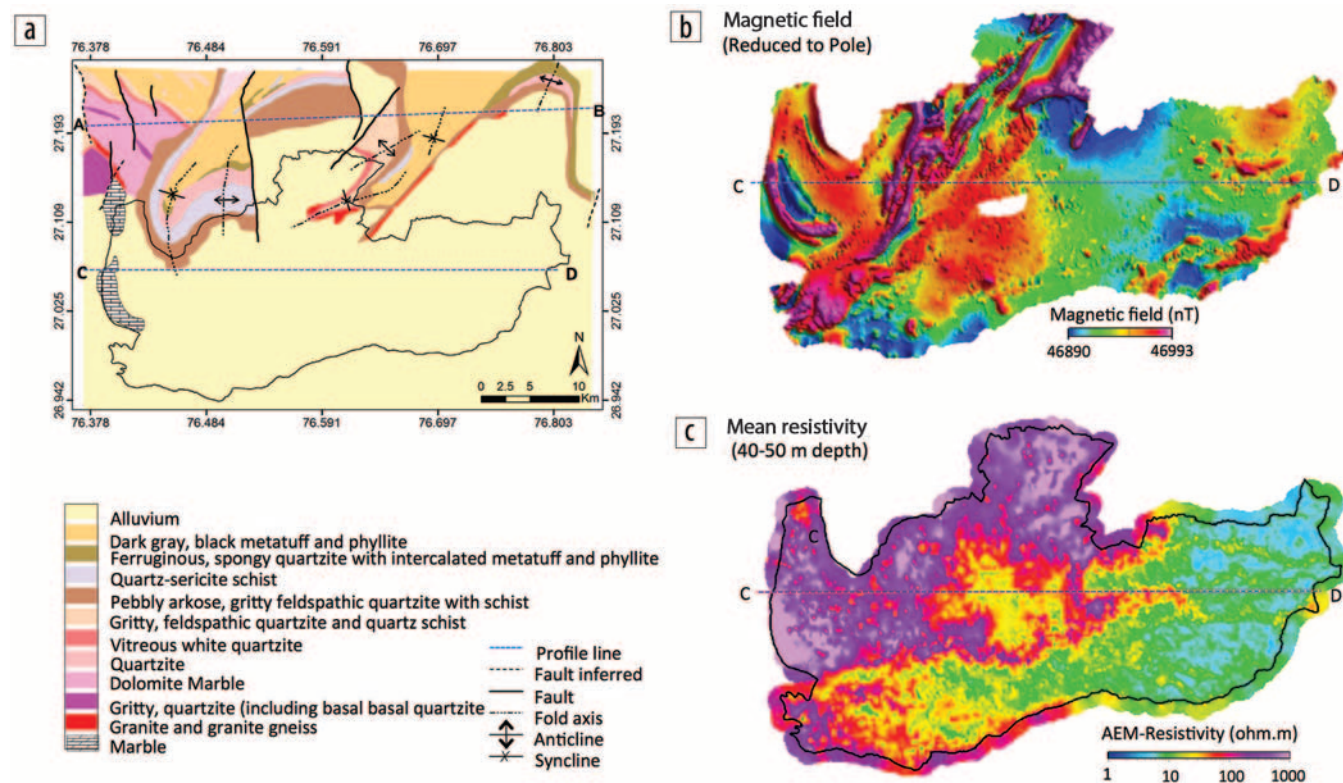 a
76.378
76.484
76.591
76.697
76.803
27.193
27.109
27.025
26.942
A
B
C
D
27.193
27.109
27.025
26.942
N
0 2.5 5 10
Km
76.378
76.484
76.591
76.697
76.803
Alluvium
Dark gray, black metatuff and phyllite
Ferruginous, spongy quartzite with intercalated metatuff and phyllite
Quartz-sericite schist
Pebbly arkose, gritty feldspathic quartzite with schist
Gritty, feldspathic quartzite and quartz schist
Vitreous white quartzite
Quartzite
Dolomite Marble
Gritty, quartzite (including basal basal quartzite
Granite and granite gneiss
Marble
Profile line
Fault inferred
Fault
Fold axis
Anticline
Syncline
b
Magnetic field
(Reduced to Pole)
C
D
Magnetic field (nT)
46890 46993
c
Mean resistivity
(40-50 m depth)
C
C
D
AEM-Resistivity (ohm.m)
1 10 100 1000